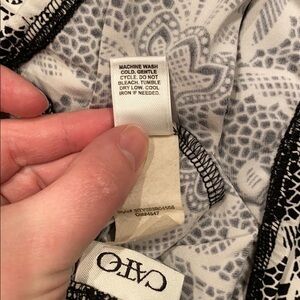 MACHINE WASH
COLD. GENTLE
CYCLE. DO NOT
BLEACH. TUMBLE
DRY LOW. COOL
IRON IF NEEDED.
CATO